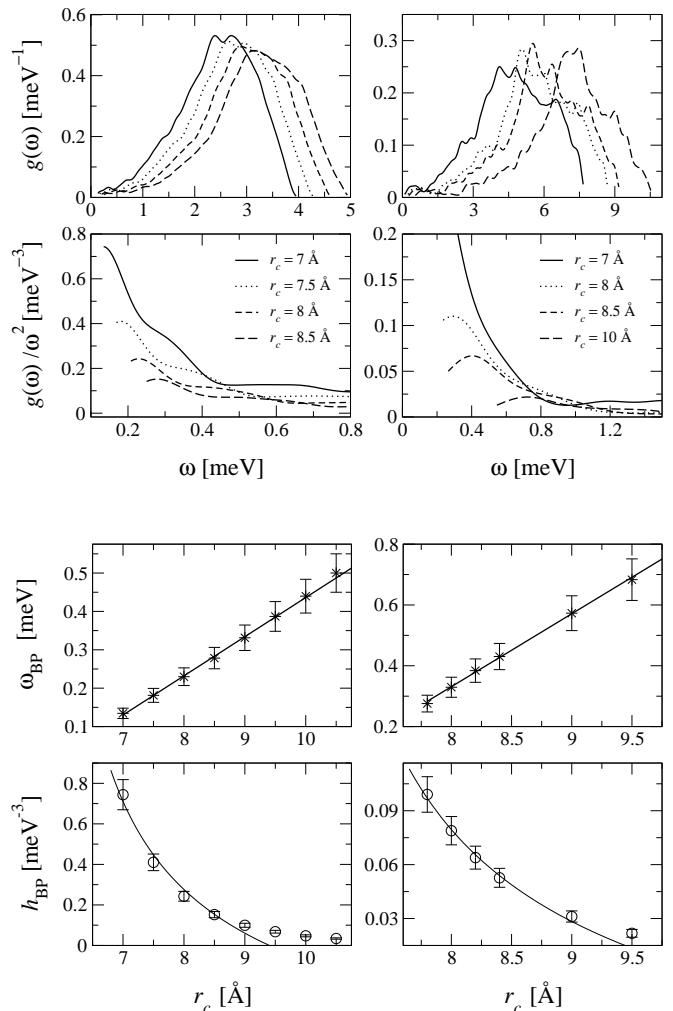 g(ω) [meV⁻¹]
0.6
0.4
0.2
0
0 1 2 3 4 5
0.3
0.2
0.1
0
3 6 9
g(ω)/ω² [meV⁻³]
0.8
0.6
0.4
0.2
0
r_c = 7 Å
r_c = 7.5 Å
r_c = 8 Å
r_c = 8.5 Å
0.2 0.4 0.6 0.8
ω [meV]
0.2
0.15
0.1
0.05
0
r_c = 7 Å
r_c = 8 Å
r_c = 8.5 Å
r_c = 10 Å
0 0.4 0.8 1.2
ω [meV]
ω_BP [meV]
0.5
0.4
0.3
0.2
0.1
7 8 9 10
0.8
0.6
0.4
0.2
8 8.5 9 9.5
h_BP [meV⁻³]
0.8
0.6
0.4
0.2
0
7 8 9 10
r_c [Å]
0.09
0.06
0.03
8 8.5 9 9.5
r_c [Å]